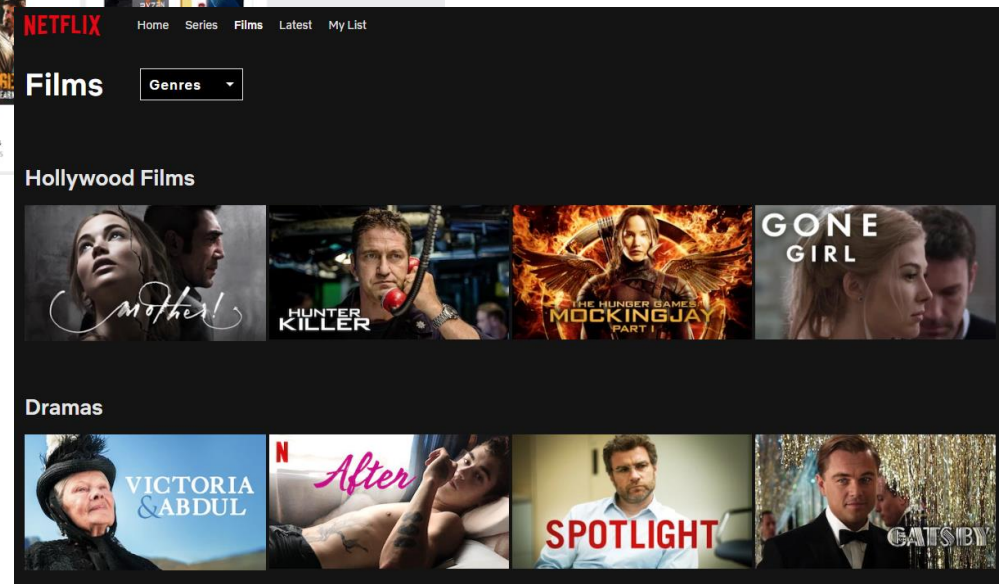 NETFLIX Home Series Films Latest My List
Films Genres
Hollywood Films
mother!
HUNTER
KILLER
THE HUNGER GAMES
MOCKINGJAY
PART 1
GONE
GIRL
Dramas
VICTORIA
& ABDUL
N
After
SPOTLIGHT
GATSBY